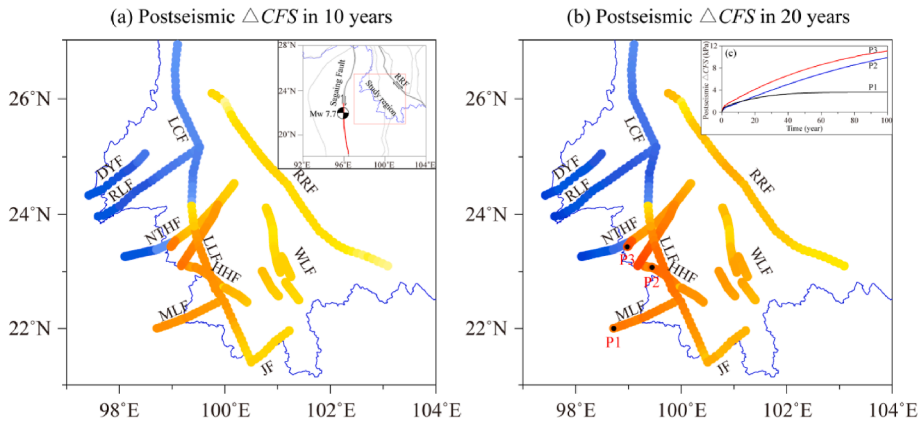 (a) Postseismic △CFS in 10 years
(b) Postseismic △CFS in 20 years
26°N
24°N
22°N
98°E
100°E
102°E
104°E
LCF
DYF
RLF
NTHF
LLF
HHF
MLF
JF
WLF
RRF
28°N
24°N
20°N
92°E
96°E
100°E
104°E
Sagaing Fault
Mw 7.7
Study region
RRF
26°N
24°N
22°N
98°E
100°E
102°E
104°E
LCF
DYF
RLF
NTHF
LLF
HHF
MLF
JF
WLF
RRF
P3
P2
P1
(c)
Postseismic △CFS (kPa)
12
8
4
0
0
20
40
60
80
100
Time (year)
P3
P2
P1